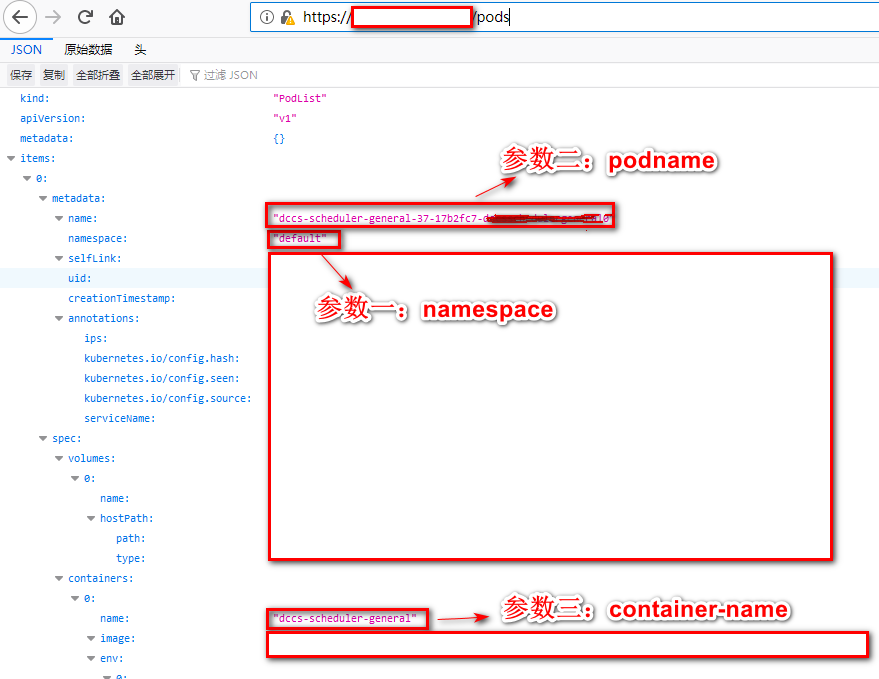 https:// /pods
JSON 原始数据 头
保存 复制 全部折叠 全部展开 过滤 JSON
kind: "PodList"
apiVersion: "v1"
metadata: {}
items:
参数二：podname
0:
metadata:
name: "dccs-scheduler-general-37-17b2fc7-
namespace: "default"
selfLink:
uid:
creationTimestamp:
参数一：namespace
annotations:
ips:
kubernetes.io/config.hash:
kubernetes.io/config.seen:
kubernetes.io/config.source:
serviceName:
spec:
volumes:
0:
name:
hostPath:
path:
type:
containers:
0:
参数三：container-name
name: "dccs-scheduler-general"
image:
env:
0: